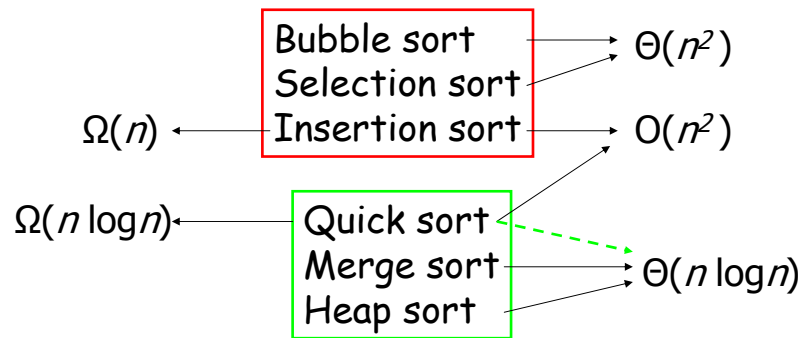 Bubble sort Θ(n²)
Selection sort
Ω(n) Insertion sort O(n²)
Ω(n logn) Quick sort
Merge sort Θ(n logn)
Heap sort